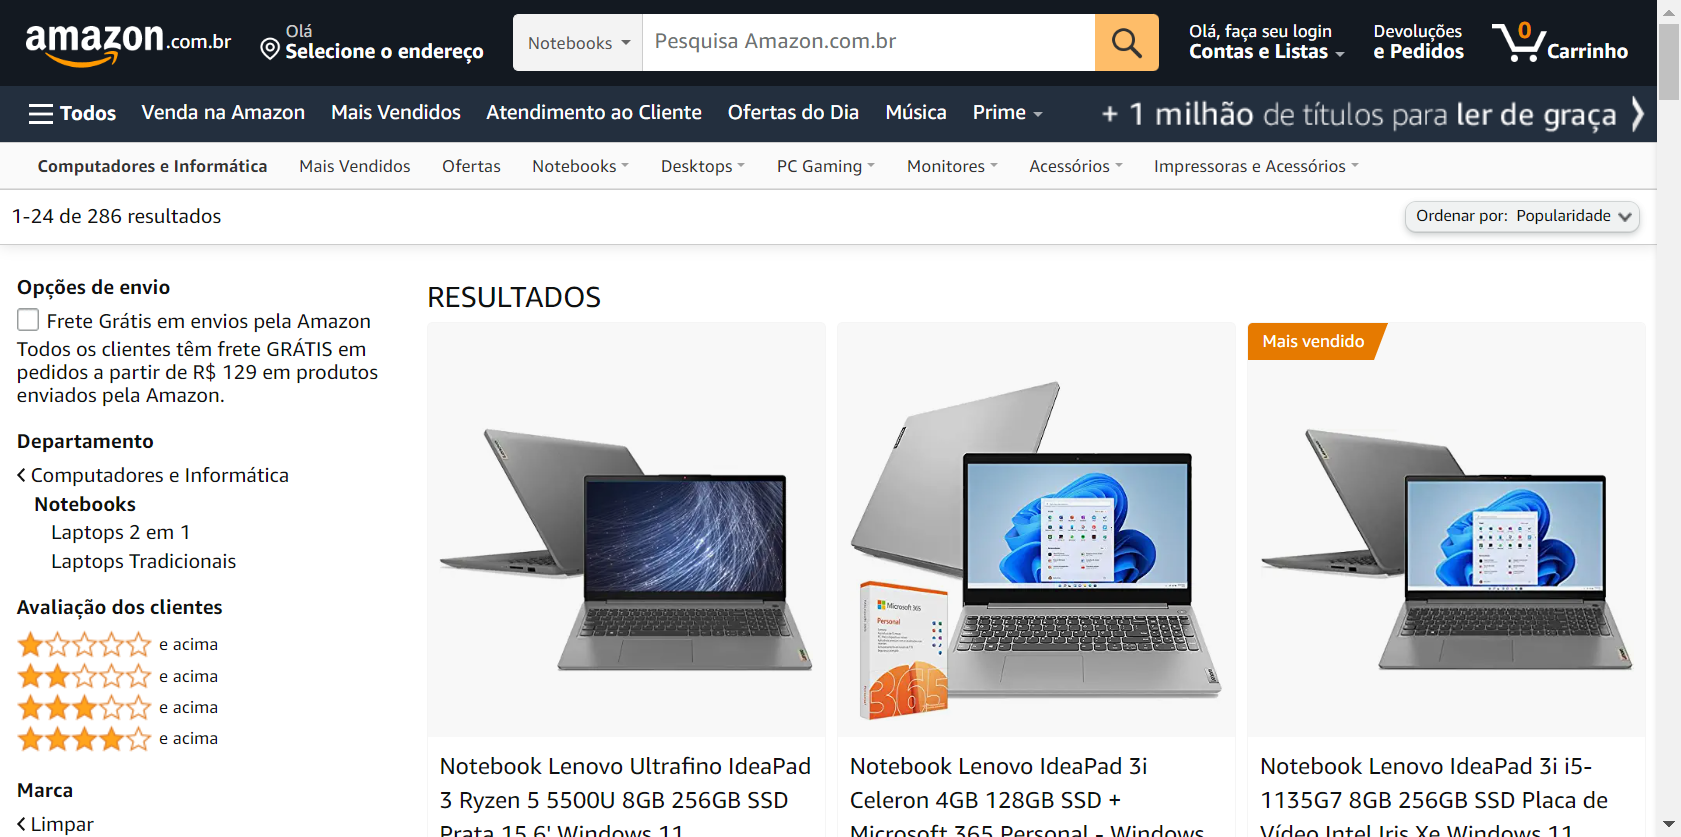 amazon.com.br
Olá
Selecione o endereço
Notebooks
Pesquisa Amazon.com.br
Olá, faça seu login
Contas e Listas
Devoluções
e Pedidos
0
Carrinho
Todos
Venda na Amazon
Mais Vendidos
Atendimento ao Cliente
Ofertas do Dia
Música
Prime
+ 1 milhão de títulos para ler de graça
Computadores e Informática
Mais Vendidos
Ofertas
Notebooks
Desktops
PC Gaming
Monitores
Acessórios
Impressoras e Acessórios
1-24 de 286 resultados
Ordenar por: Popularidade
Opções de envio
Frete Grátis em envios pela Amazon
Todos os clientes têm frete GRÁTIS em
pedidos a partir de R$ 129 em produtos
enviados pela Amazon.
Departamento
Computadores e Informática
Notebooks
Laptops 2 em 1
Laptops Tradicionais
Avaliação dos clientes
e acima
e acima
e acima
e acima
Marca
Limpar
RESULTADOS
Mais vendido
Microsoft 365
Personal
365
Lenovo
Notebook Lenovo Ultrafino IdeaPad
3 Ryzen 5 5500U 8GB 256GB SSD
Prata 15.6' Windows 11
Notebook Lenovo IdeaPad 3i
Celeron 4GB 128GB SSD +
Microsoft 365 Personal - Windows
Notebook Lenovo IdeaPad 3i i5-
1135G7 8GB 256GB SSD Placa de
Vídeo Intel Iris Xe Windows 11